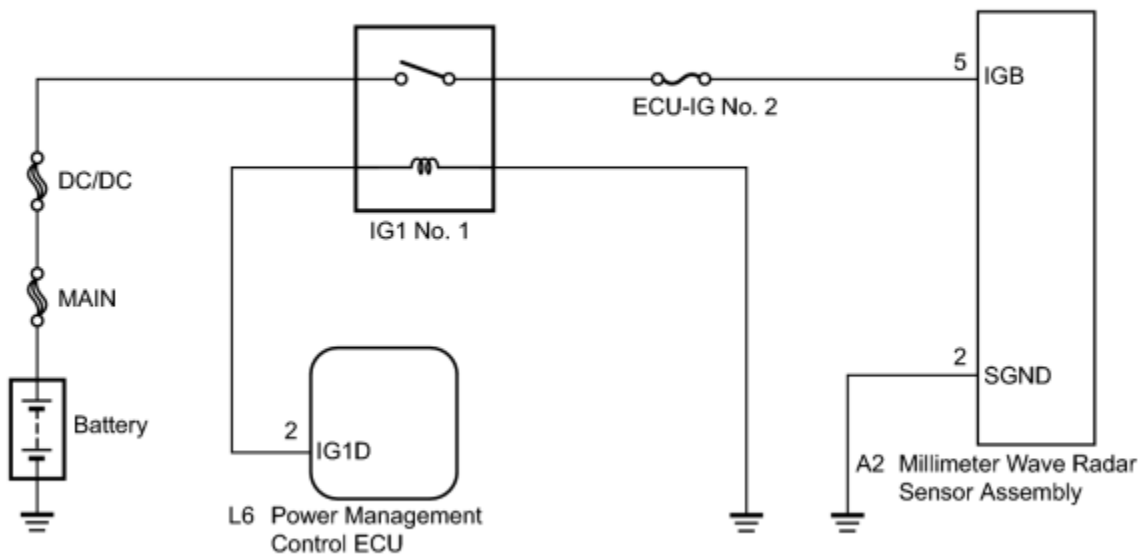 5
IGB
ECU-IG No. 2
DC/DC
IG1 No. 1
MAIN
2
SGND
Battery
2
IG1D
A2 Millimeter Wave Radar
Sensor Assembly
L6 Power Management
Control ECU